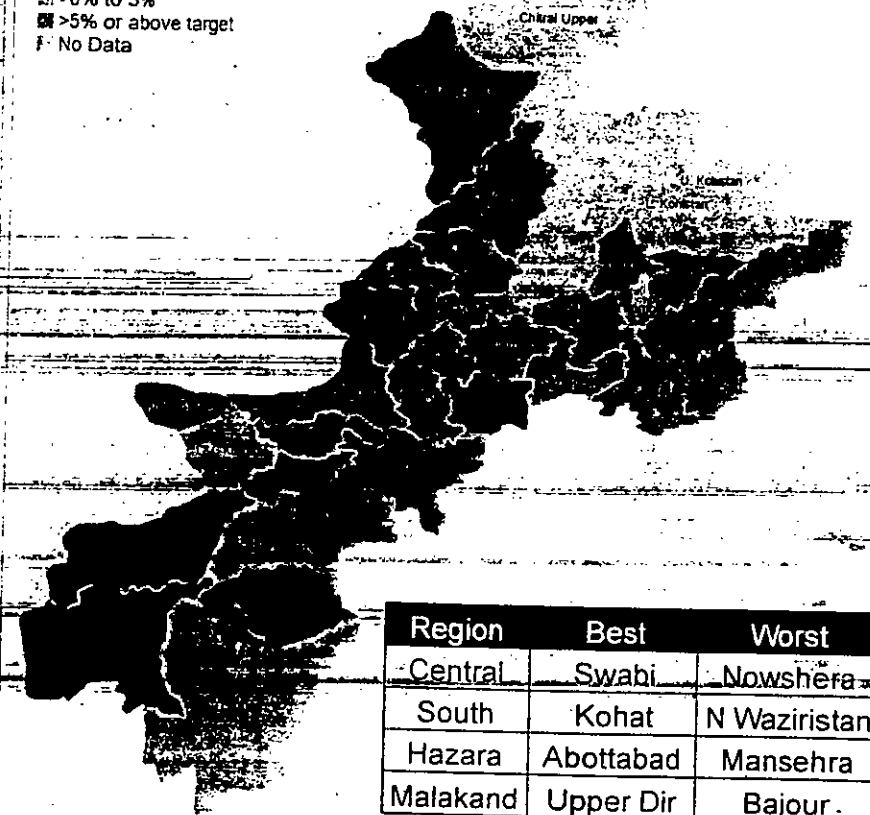 >5% or above target
No Data
Chitral Upper
U. Kohistan
L. Kohistan
Region Best Worst
Central Swabi Nowshera
South Kohat N Waziristan
Hazara Abottabad Mansehra
Malakand Upper Dir Bajour